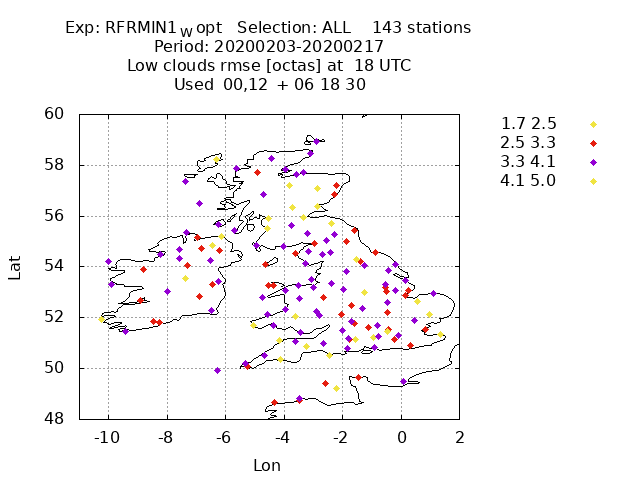 Exp: RFRMIN1_W opt Selection: ALL 143 stations
Period: 20200203-20200217
Low clouds rmse [octas] at 18 UTC
Used 00,12 + 06 18 30
1.7 2.5
2.5 3.3
3.3 4.1
4.1 5.0
60
58
56
54
52
50
48
Lat
-10 -8 -6 -4 -2 0 2
Lon